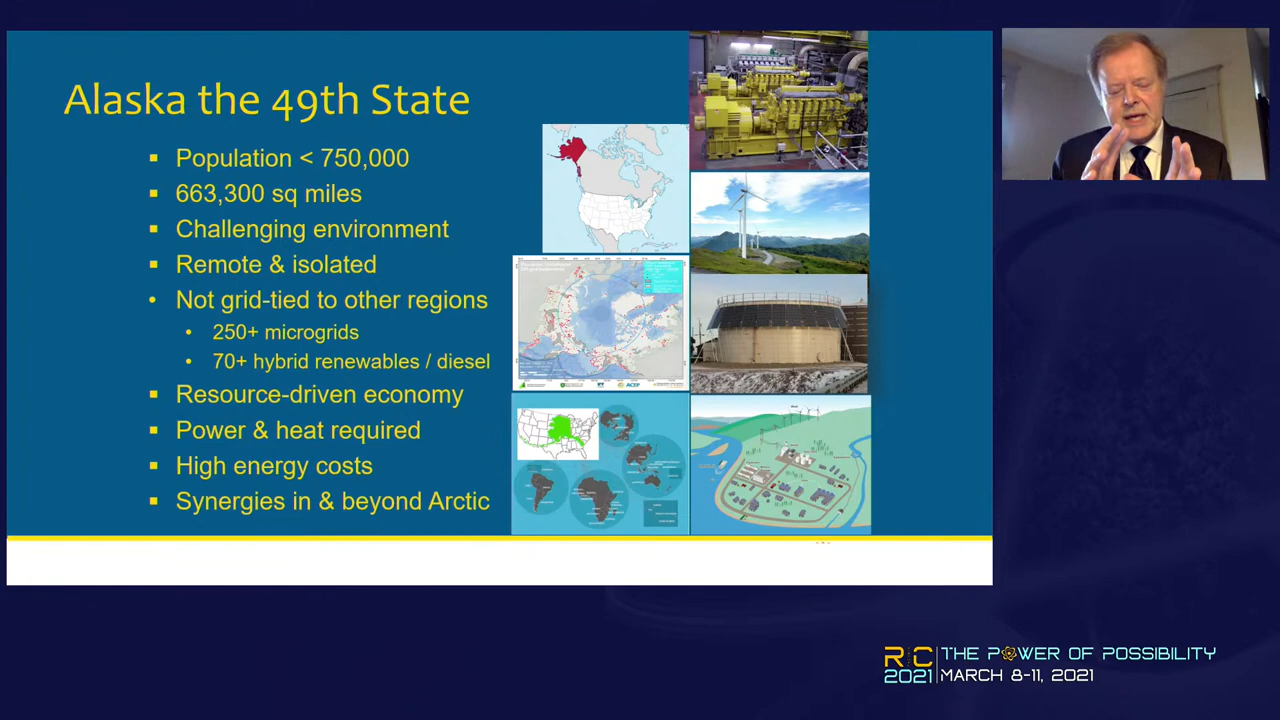 Alaska the 49th State
▪ Population < 750,000
▪ 663,300 sq miles
▪ Challenging environment
▪ Remote & isolated
• Not grid-tied to other regions
• 250+ microgrids
• 70+ hybrid renewables / diesel
▪ Resource-driven economy
▪ Power & heat required
▪ High energy costs
▪ Synergies in & beyond Arctic
ACEP
RIC
2021
THE POWER OF POSSIBILITY
MARCH 8-11, 2021